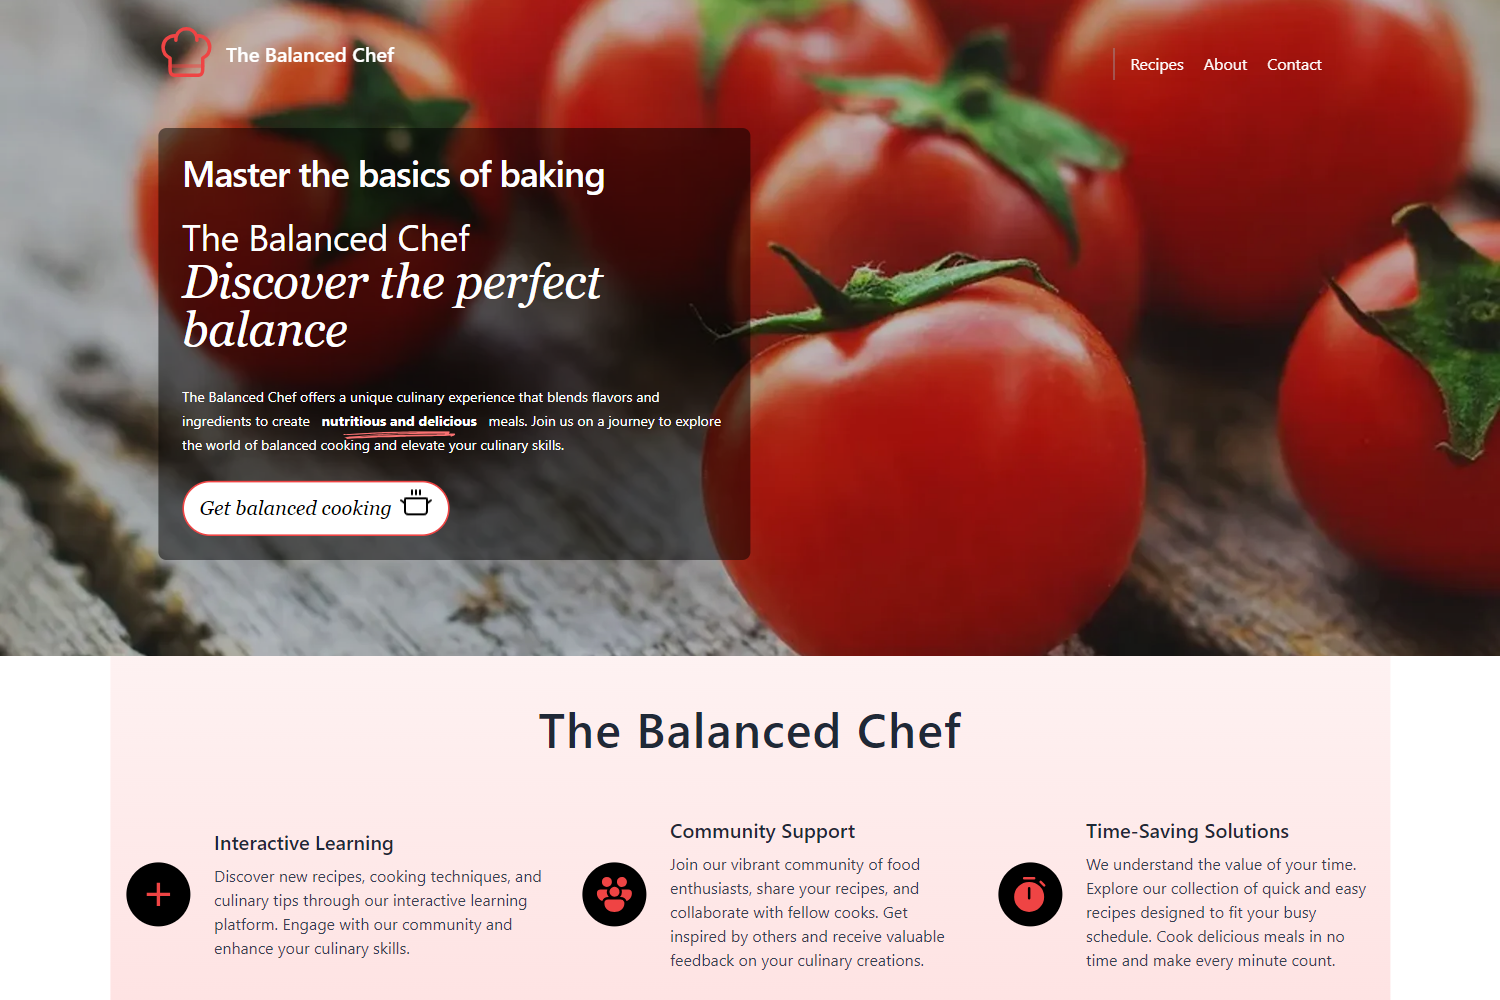 The Balanced Chef
Recipes About Contact
Master the basics of baking
The Balanced Chef
Discover the perfect
balance
The Balanced Chef offers a unique culinary experience that blends flavors and
ingredients to create nutritious and delicious meals. Join us on a journey to explore
the world of balanced cooking and elevate your culinary skills.
Get balanced cooking
The Balanced Chef
Interactive Learning
Discover new recipes, cooking techniques, and
culinary tips through our interactive learning
platform. Engage with our community and
enhance your culinary skills.
Community Support
Join our vibrant community of food
enthusiasts, share your recipes, and
collaborate with fellow cooks. Get
inspired by others and receive valuable
feedback on your culinary creations.
Time-Saving Solutions
We understand the value of your time.
Explore our collection of quick and easy
recipes designed to fit your busy
schedule. Cook delicious meals in no
time and make every minute count.